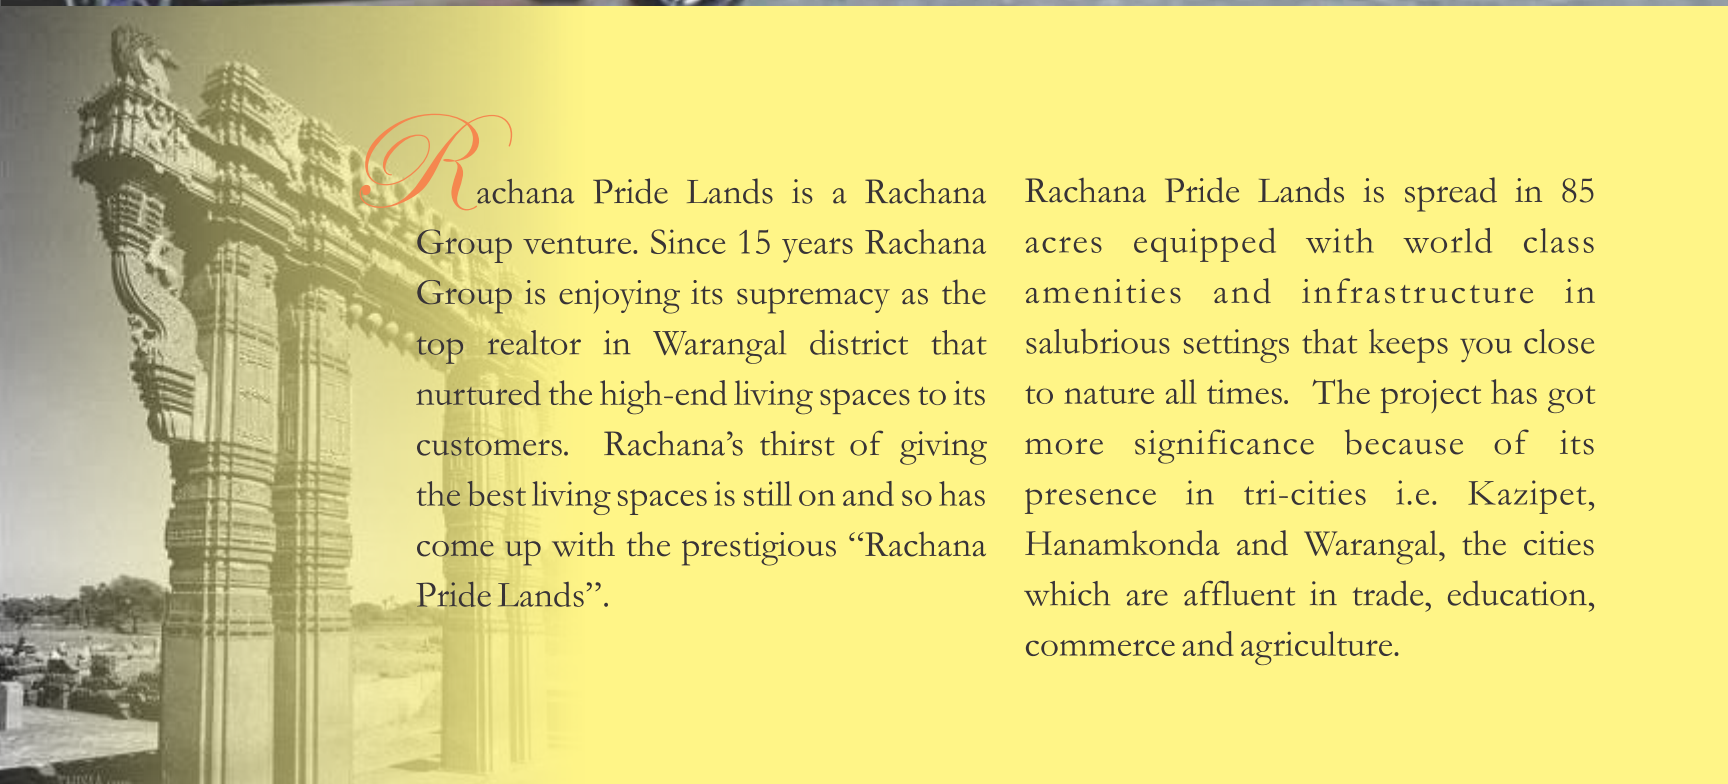 Rachana Pride Lands is a Rachana
Group venture. Since 15 years Rachana
Group is enjoying its supremacy as the
top realtor in Warangal district that
nurtured the high-end living spaces to its
customers.  Rachana’s thirst of giving
the best living spaces is still on and so has
come up with the prestigious “Rachana
Pride Lands”.
Rachana Pride Lands is spread in 85
acres equipped with world class
amenities and infrastructure in
salubrious settings that keeps you close
to nature all times.  The project has got
more significance because of its
presence in tri-cities i.e. Kazipet,
Hanamkonda and Warangal, the cities
which are affluent in trade, education,
commerce and agriculture.